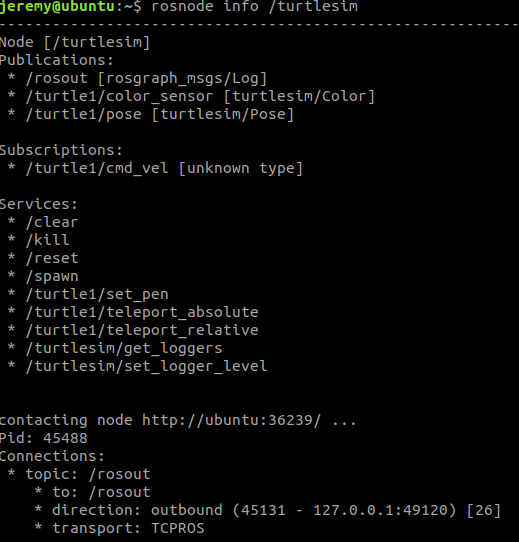 jeremy@ubuntu:~$ rosnode info /turtlesim
--------------------------------------------------------------------------------
Node [/turtlesim]
Publications:
 * /rosout [rosgraph_msgs/Log]
 * /turtle1/color_sensor [turtlesim/Color]
 * /turtle1/pose [turtlesim/Pose]

Subscriptions:
 * /turtle1/cmd_vel [unknown type]

Services:
 * /clear
 * /kill
 * /reset
 * /spawn
 * /turtle1/set_pen
 * /turtle1/teleport_absolute
 * /turtle1/teleport_relative
 * /turtlesim/get_loggers
 * /turtlesim/set_logger_level

contacting node http://ubuntu:36239/ ...
Pid: 45488
Connections:
 * topic: /rosout
    * to: /rosout
    * direction: outbound (45131 - 127.0.0.1:49120) [26]
    * transport: TCPROS